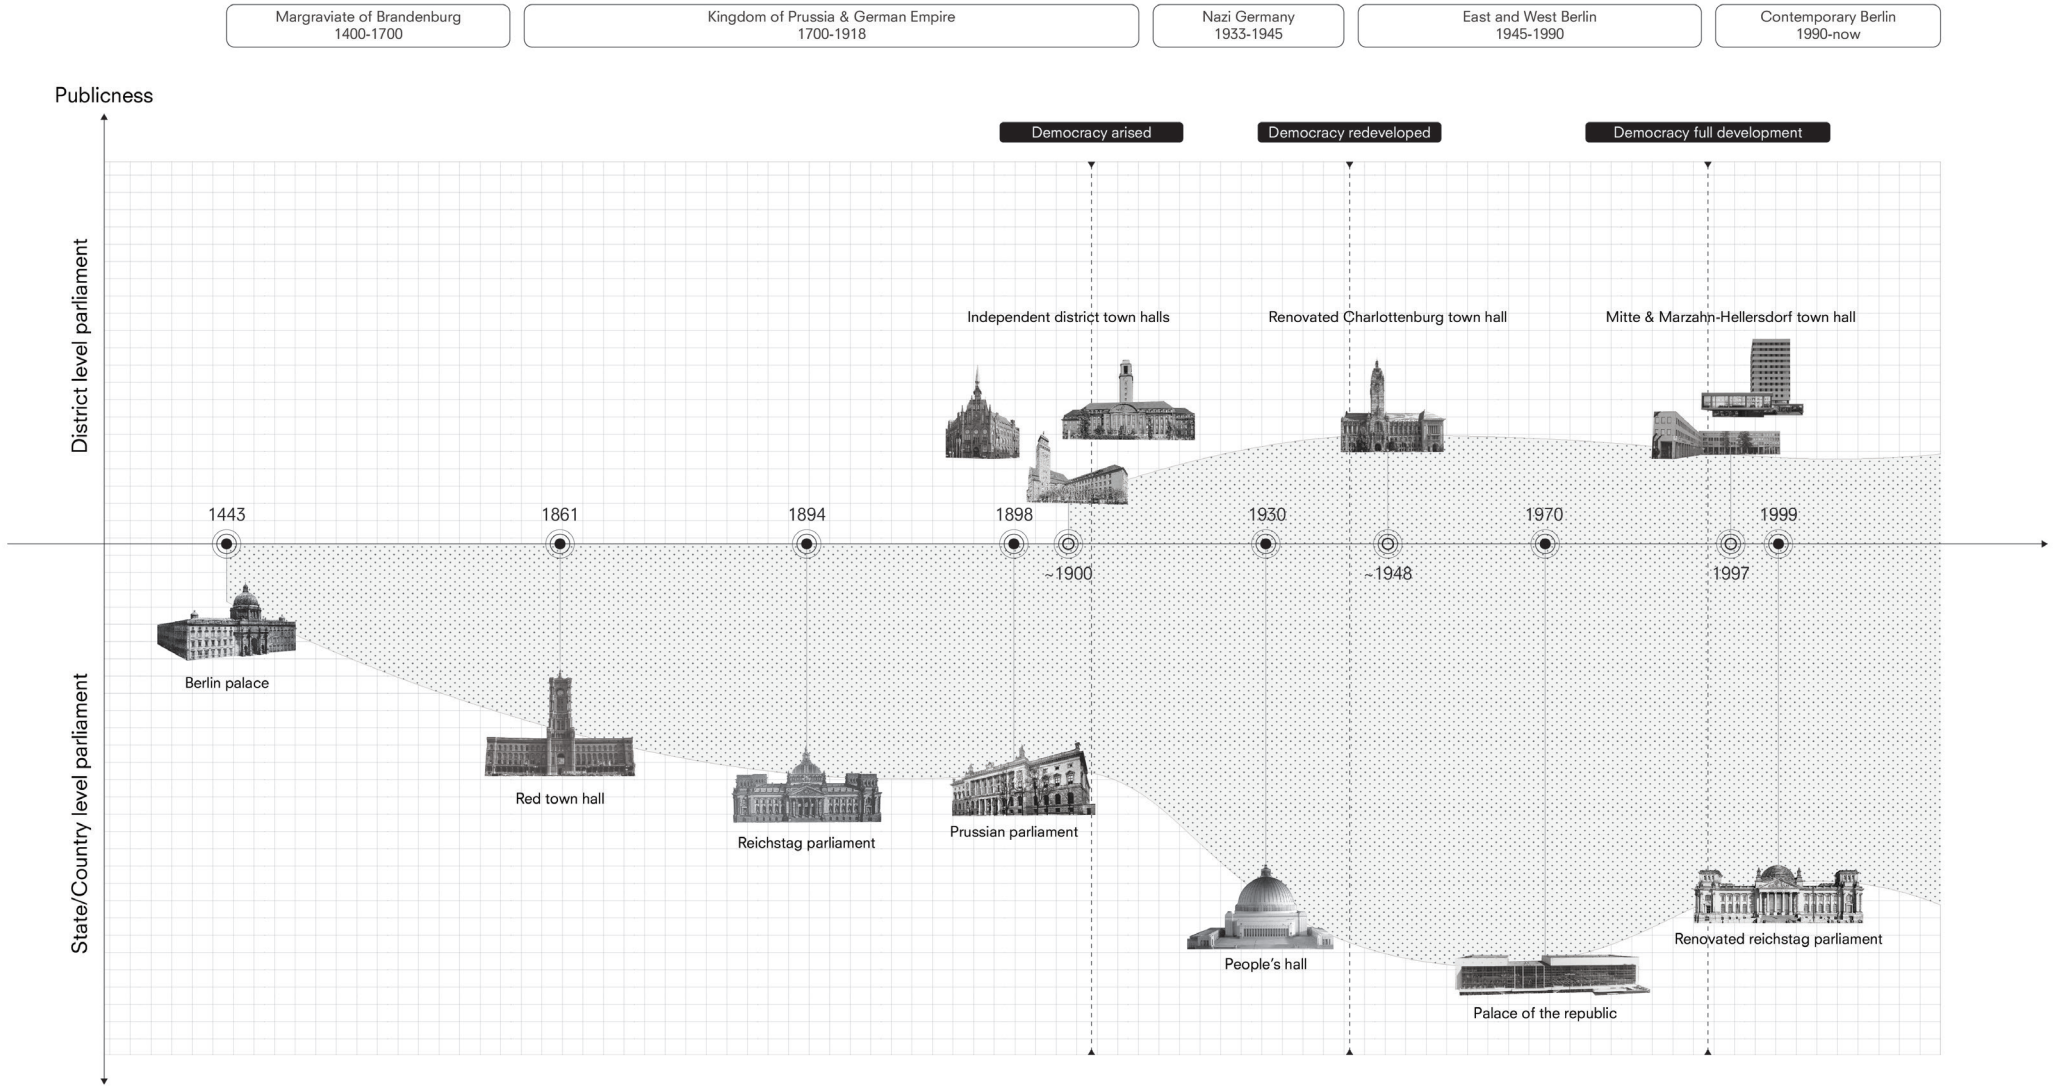 Margraviate of Brandenburg
1400-1700
Kingdom of Prussia & German Empire
1700-1918
Nazi Germany
1933-1945
East and West Berlin
1945-1990
Contemporary Berlin
1990-now
Publicness
Democracy arised
Democracy redeveloped
Democracy full development
District level parliament
Independent district town halls
Renovated Charlottenburg town hall
Mitte & Marzahn-Hellersdorf town hall
1443
1861
1894
1898
1930
1970
1999
~1900
~1948
1997
State/Country level parliament
Berlin palace
Red town hall
Reichstag parliament
Prussian parliament
People's hall
Renovated reichstag parliament
Palace of the republic